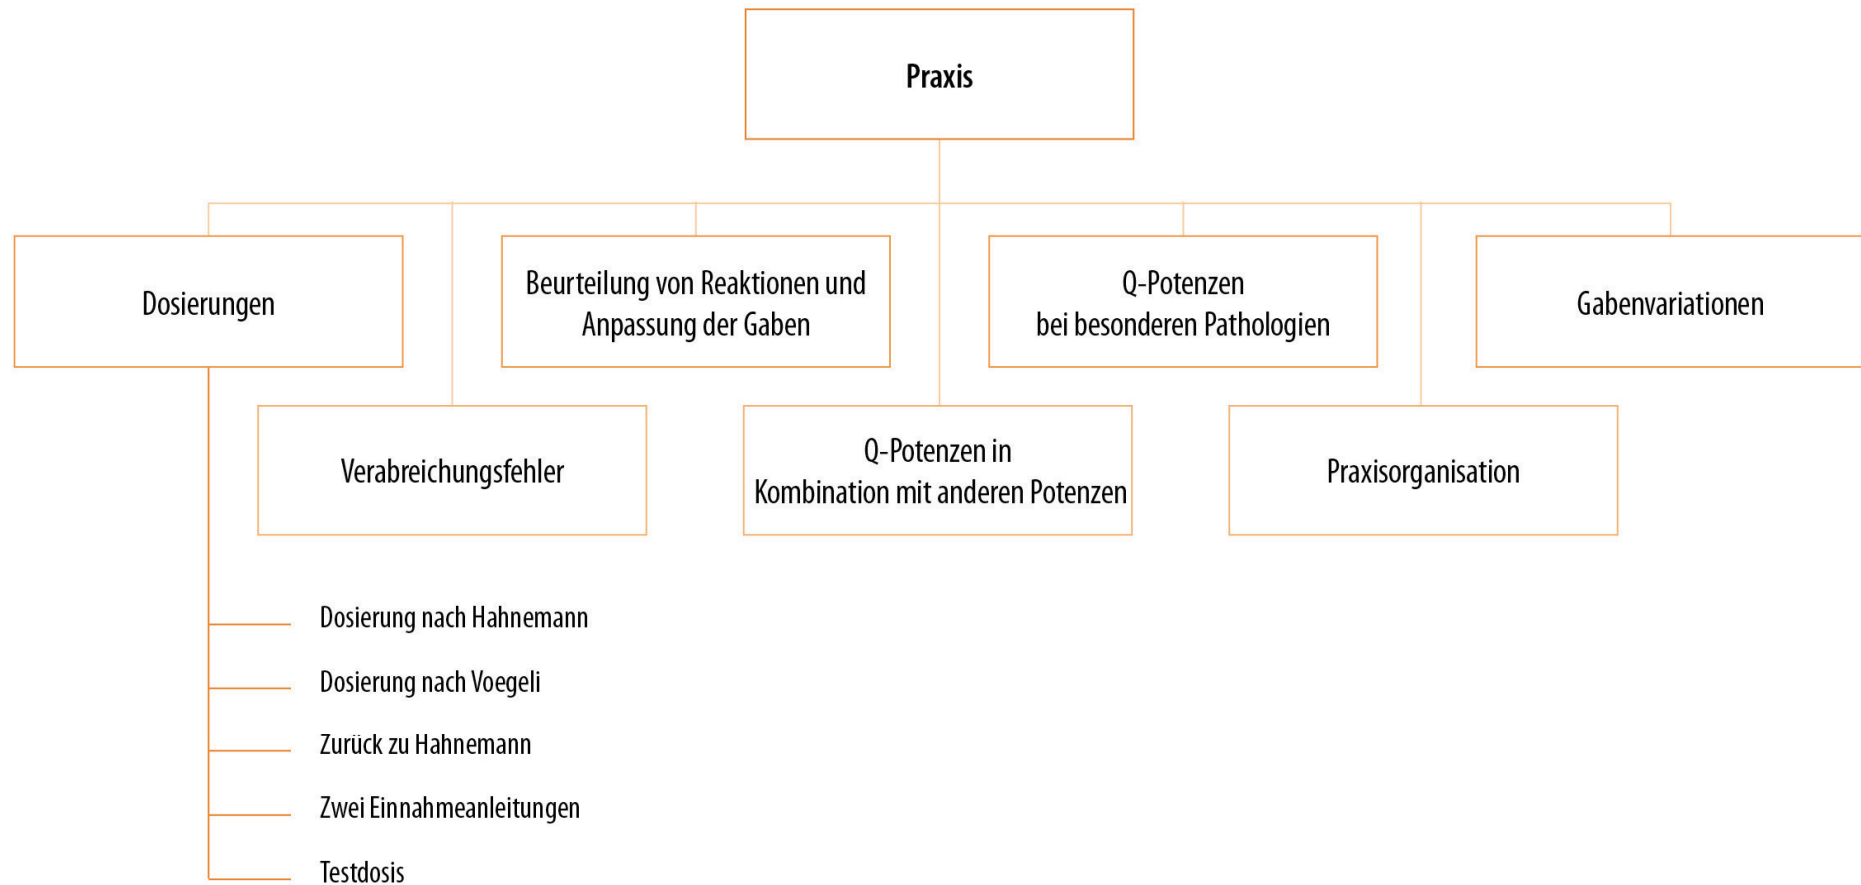 Praxis
Dosierungen
Beurteilung von Reaktionen und
Anpassung der Gaben
Q-Potenzen
bei besonderen Pathologien
Gabenvariationen
Verabreichungsfehler
Q-Potenzen in
Kombination mit anderen Potenzen
Praxisorganisation
Dosierung nach Hahnemann
Dosierung nach Voegeli
Zurück zu Hahnemann
Zwei Einnahmeanleitungen
Testdosis